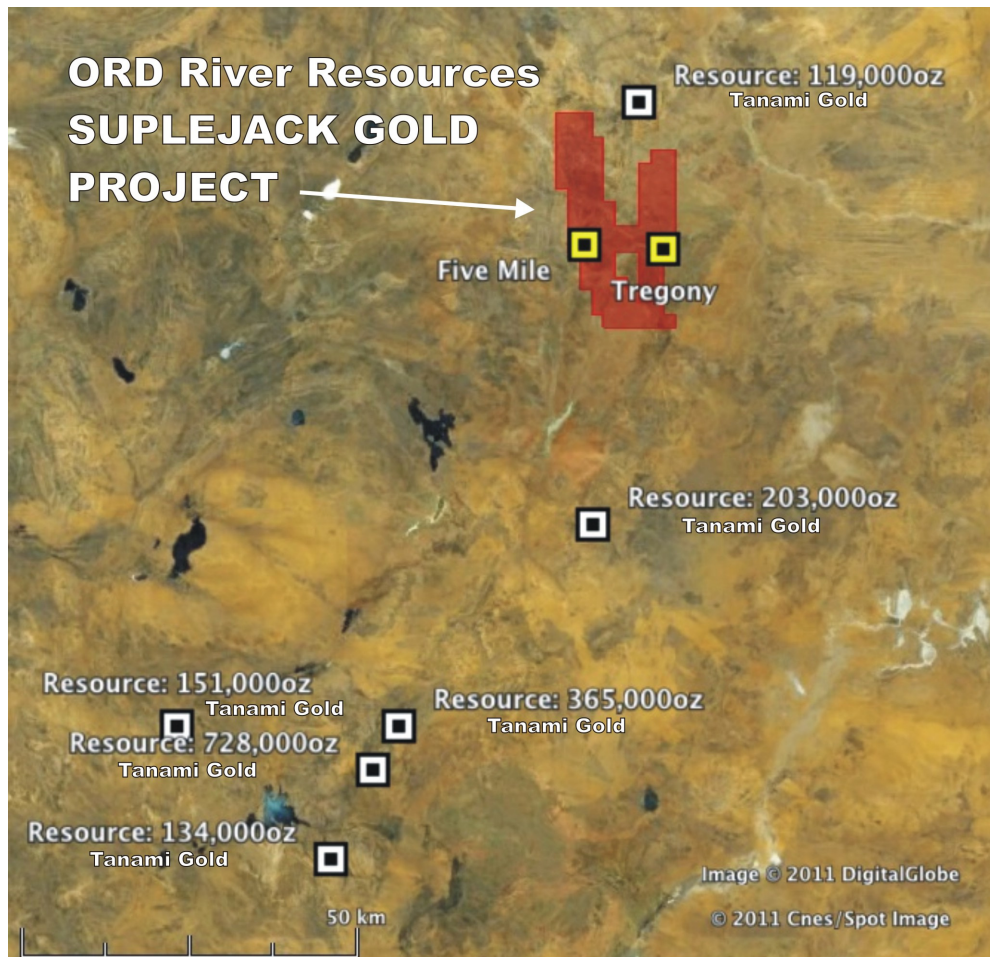 ORD River Resources
SUPLEJACK GOLD
PROJECT
Resource: 119,000oz
Tanami Gold
Five Mile
Tregony
Resource: 203,000oz
Tanami Gold
Resource: 151,000oz
Tanami Gold
Resource: 365,000oz
Tanami Gold
Resource: 728,000oz
Tanami Gold
Resource: 134,000oz
Tanami Gold
Image © 2011 DigitalGlobe
© 2011 Cnes/Spot Image
50 km